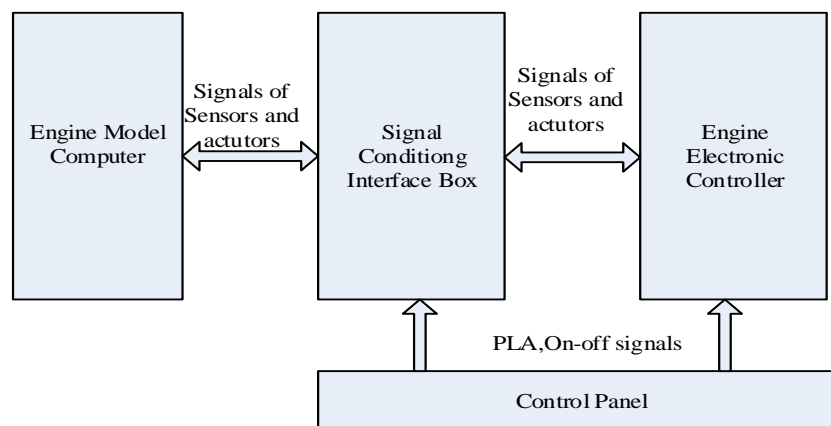 Engine Model
Computer
Signals of
Sensors and
actutors
Signal
Conditiong
Interface Box
Signals of
Sensors and
actutors
Engine
Electronic
Controller
PLA,On-off signals
Control Panel